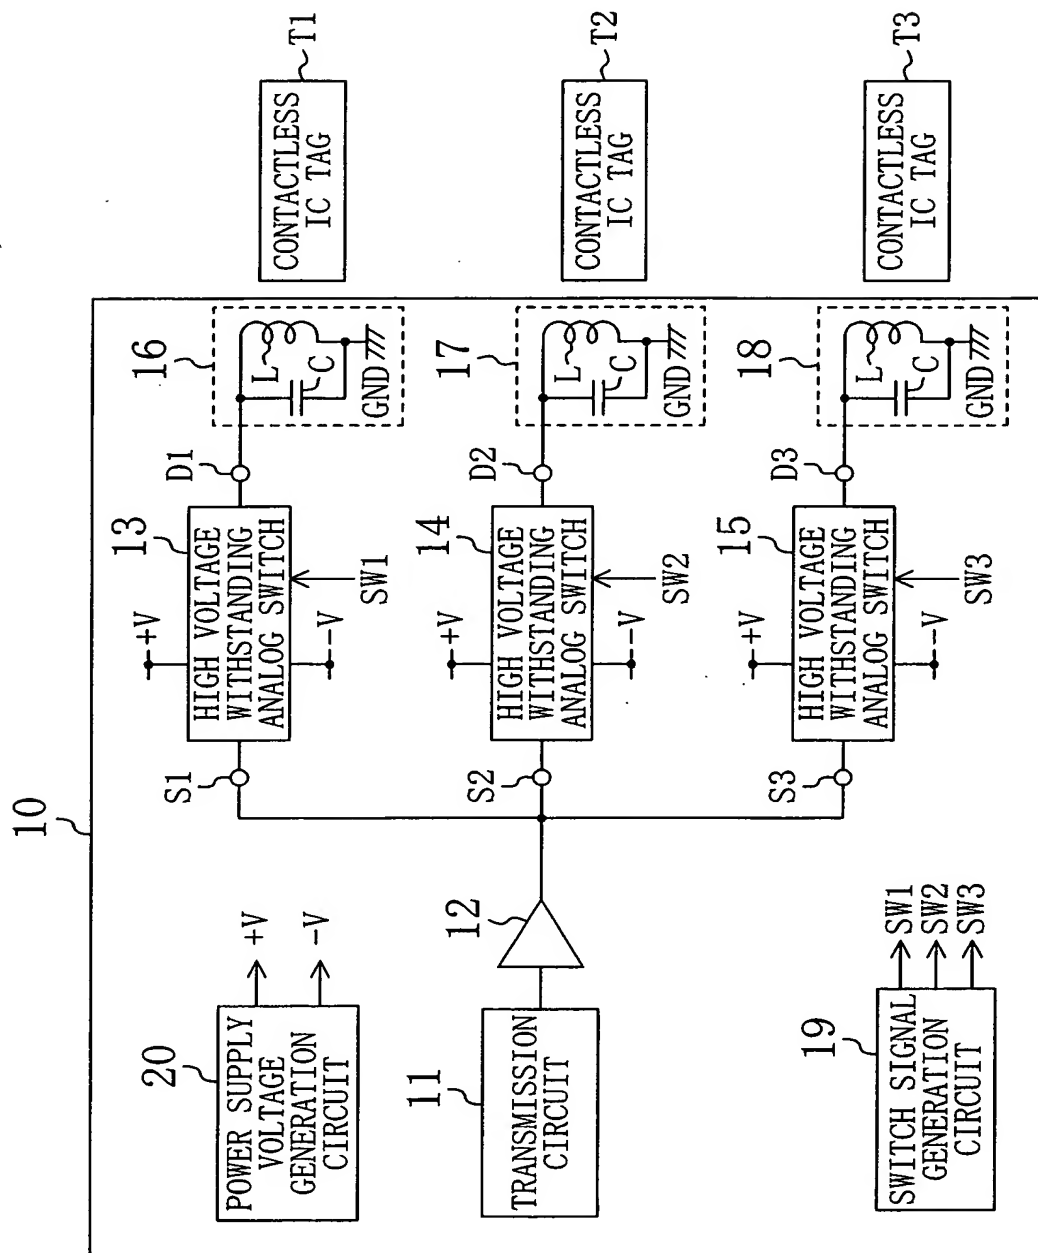 10
20
POWER SUPPLY
VOLTAGE
GENERATION
CIRCUIT
+V
-V
11
TRANSMISSION
CIRCUIT
12
19
SWITCH SIGNAL
GENERATION
CIRCUIT
SW1
SW2
SW3
S1
+V
13
HIGH VOLTAGE
WITHSTANDING
ANALOG SWITCH
-V
SW1
D1
16
L
C
GND
CONTACTLESS
IC TAG
T1
S2
+V
14
HIGH VOLTAGE
WITHSTANDING
ANALOG SWITCH
-V
SW2
D2
17
L
C
GND
CONTACTLESS
IC TAG
T2
S3
+V
15
HIGH VOLTAGE
WITHSTANDING
ANALOG SWITCH
-V
SW3
D3
18
L
C
GND
CONTACTLESS
IC TAG
T3